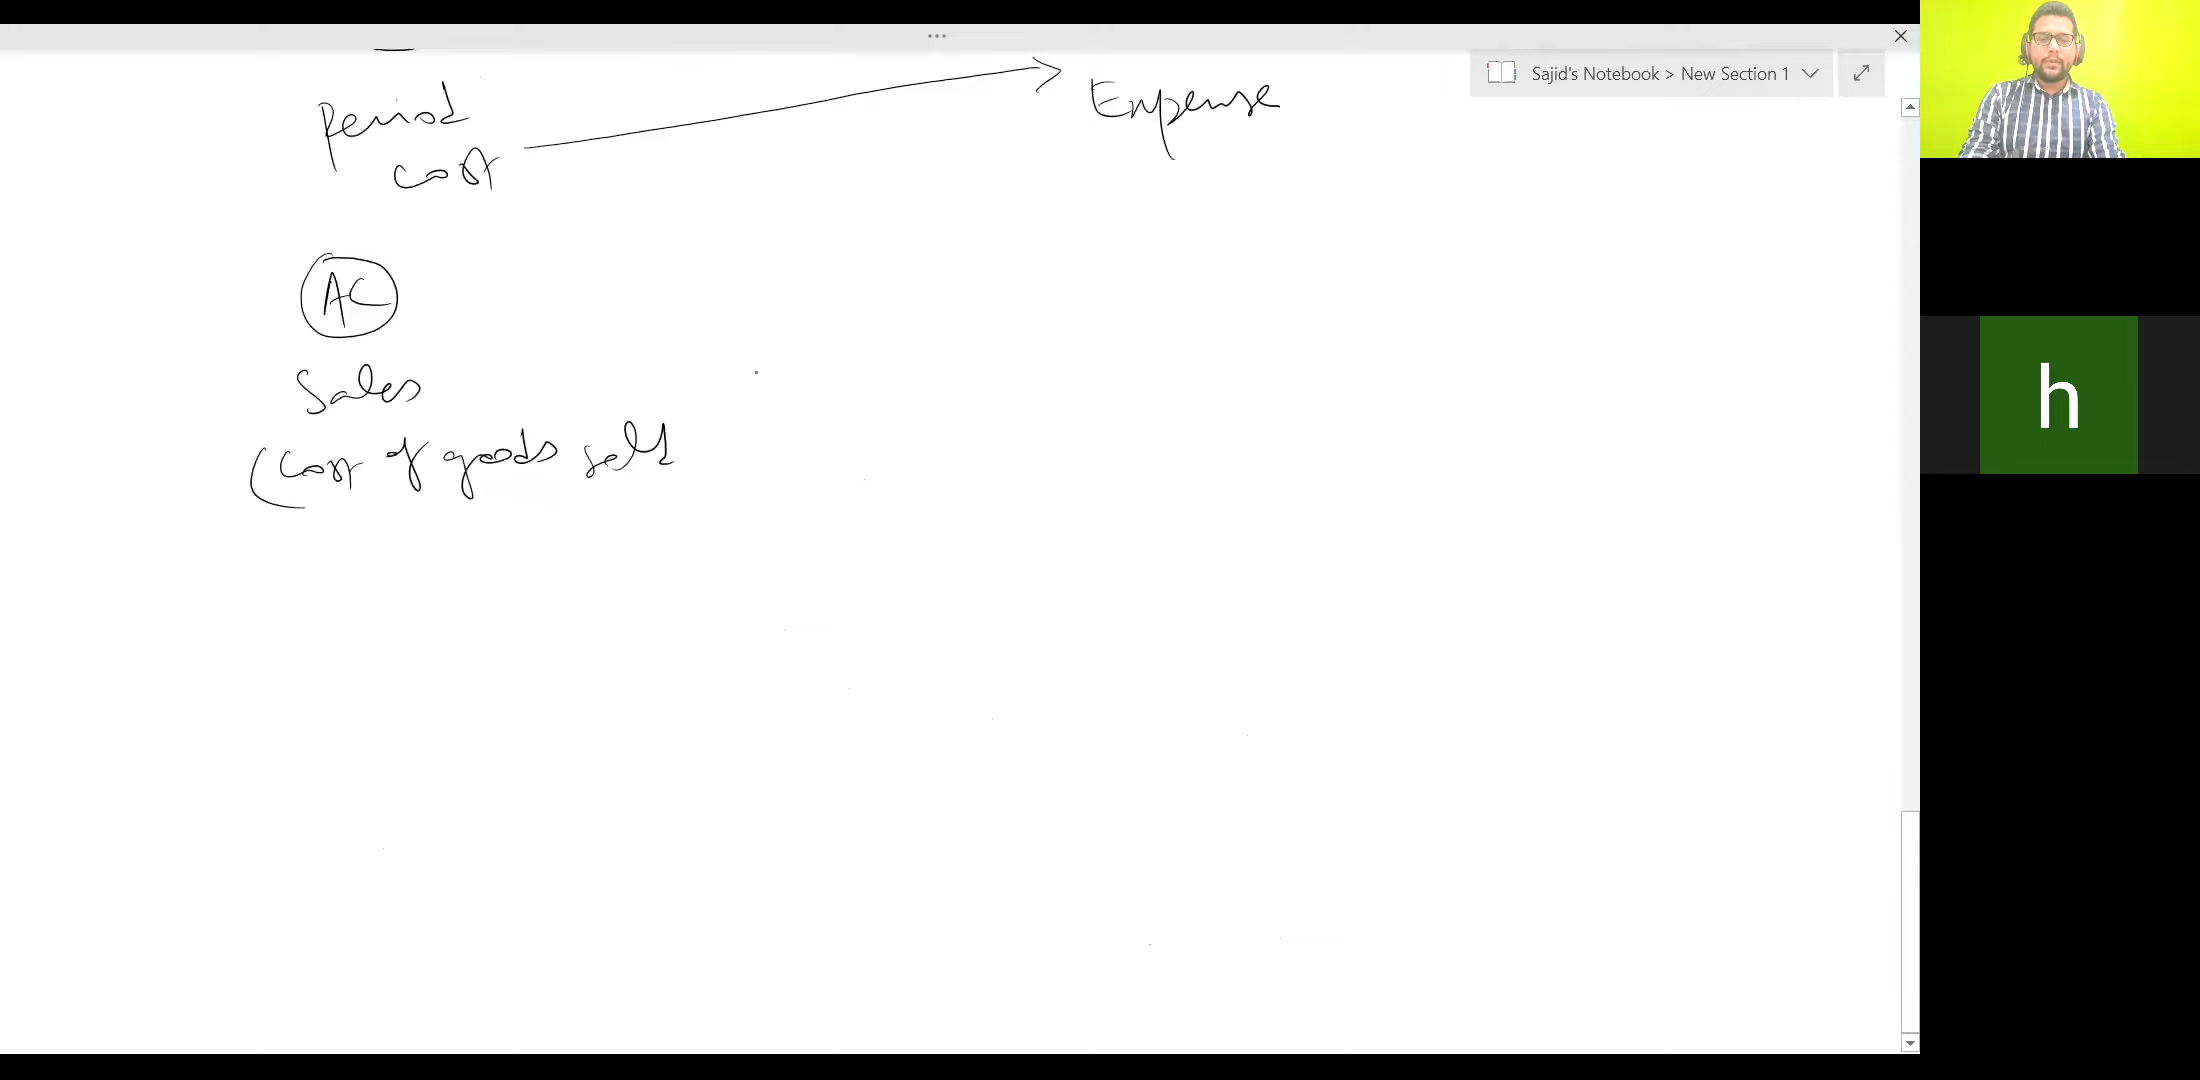 Sajid's Notebook > New Section 1
Period
cost
Expense
AC
Sales
(Cost of goods sold
h